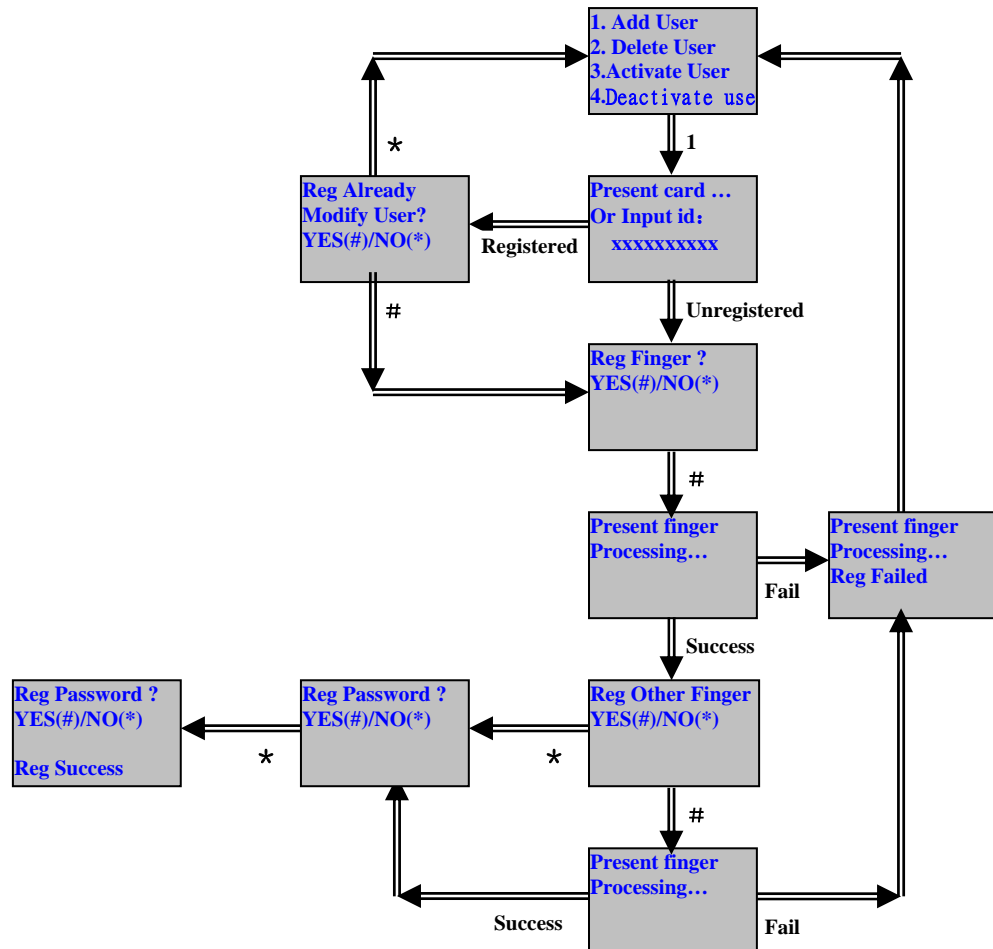 1. Add User
2. Delete User
3.Activate User
4.Deactivate use
*
1
Reg Already
Modify User?
YES(#)/NO(*)
Present card …
Or Input id：
xxxxxxxxxx
Registered
#
Unregistered
Reg Finger ?
YES(#)/NO(*)
#
Present finger
Processing…
Present finger
Processing…
Reg Failed
Fail
Success
Reg Password ?
YES(#)/NO(*)
Reg Success
Reg Password ?
YES(#)/NO(*)
Reg Other Finger
YES(#)/NO(*)
*
*
#
Present finger
Processing…
Success
Fail